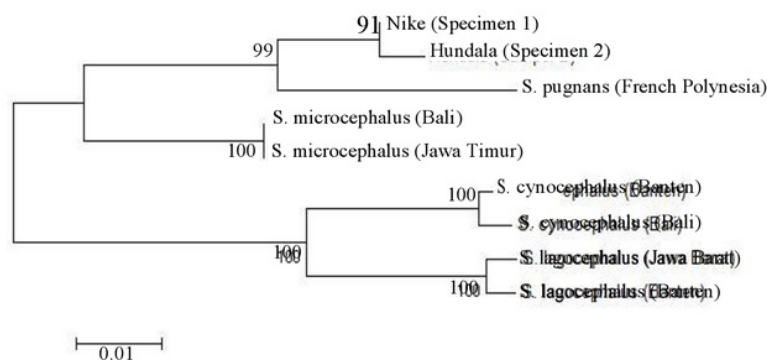 91 Nike (Specimen 1)
Hundala (Specimen 2)
99
S. pugnans (French Polynesia)
S. microcephalus (Bali)
100 S. microcephalus (Jawa Timur)
100 S. cynocephalus (Banten)
S. cynocephalus (Bali)
100
S. lagocephalus (Jawa Barat)
100 S. lagocephalus (Banten)
0.01